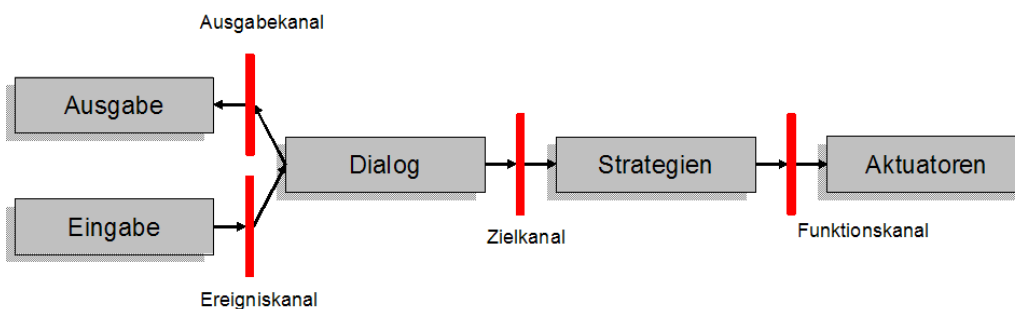 Ausgabekanal
Ausgabe
Dialog
Strategien
Aktuatoren
Eingabe
Zielkanal
Funktionskanal
Ereigniskanal